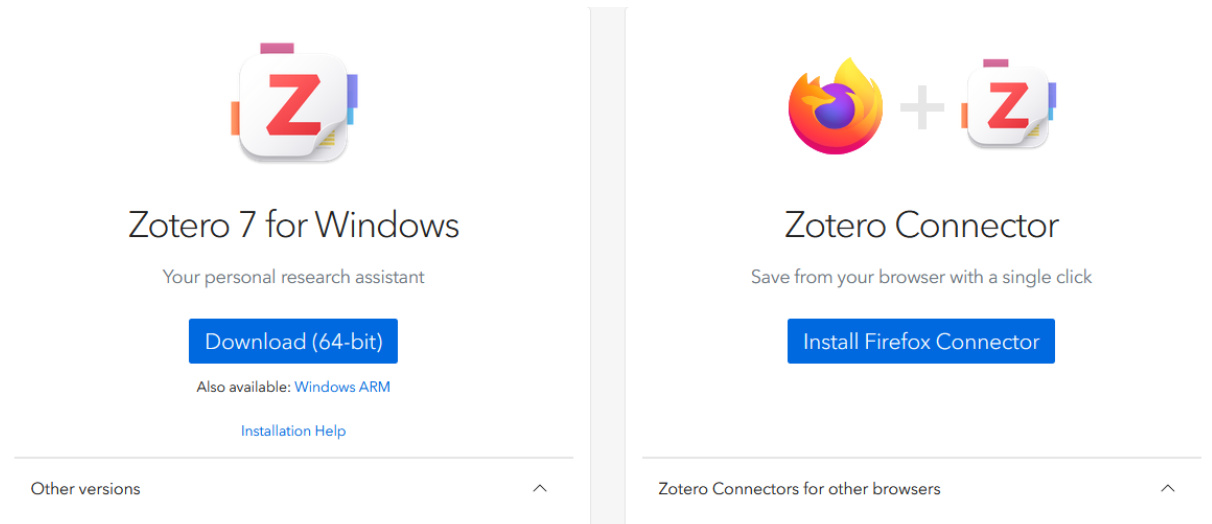 Z
Zotero 7 for Windows
Your personal research assistant
Download (64-bit)
Also available: Windows ARM
Installation Help
Other versions
Z
Zotero Connector
Save from your browser with a single click
Install Firefox Connector
Zotero Connectors for other browsers